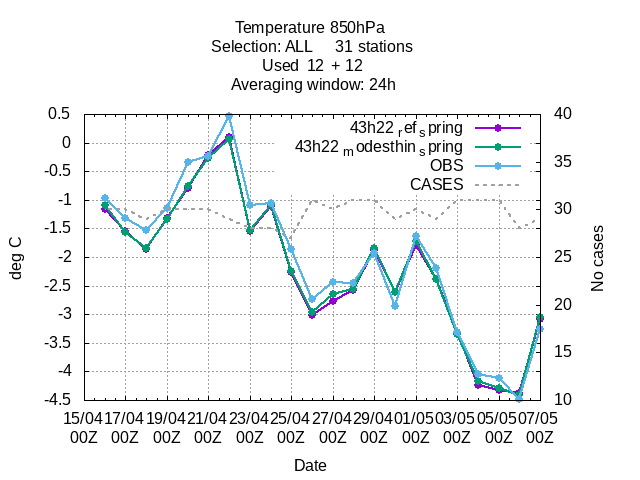 Temperature 850hPa
Selection: ALL 31 stations
Used 12 + 12
Averaging window: 24h
43h22 ref spring
43h22 modesthin spring
OBS
CASES
0.5
0
-0.5
-1
-1.5
-2
-2.5
-3
-3.5
-4
-4.5
deg C
40
35
30
25
20
15
10
No cases
15/04 17/04 19/04 21/04 23/04 25/04 27/04 29/04 01/05 03/05 05/05 07/05
00Z 00Z 00Z 00Z 00Z 00Z 00Z 00Z 00Z 00Z 00Z 00Z
Date